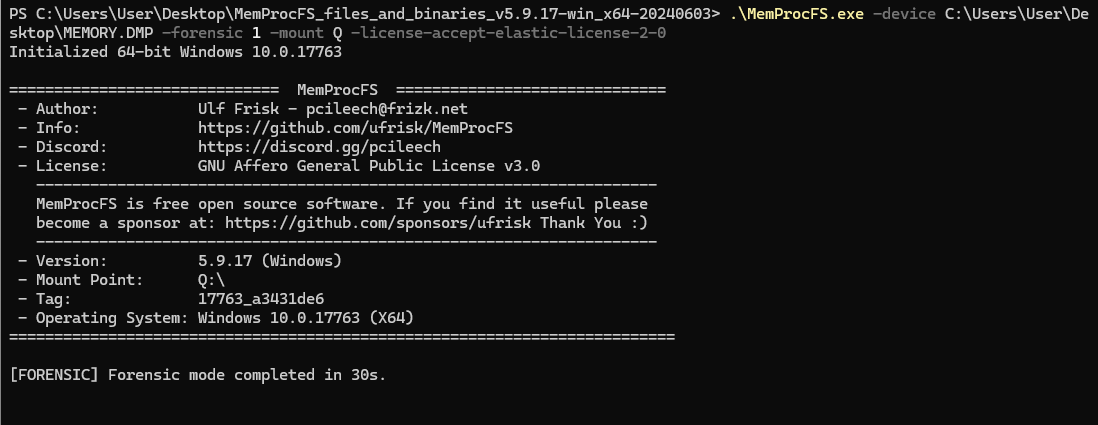 PS C:\Users\User\Desktop\MemProcFS_files_and_binaries_v5.9.17-win_x64-20240603> .\MemProcFS.exe -device C:\Users\User\De
sktop\MEMORY.DMP -forensic 1 -mount Q -license-accept-elastic-license-2-0
Initialized 64-bit Windows 10.0.17763
============================== MemProcFS ==============================
- Author: Ulf Frisk - pcileech@frizk.net
- Info: https://github.com/ufrisk/MemProcFS
- Discord: https://discord.gg/pcileech
- License: GNU Affero General Public License v3.0
---------------------------------------------------------------------
MemProcFS is free open source software. If you find it useful please
become a sponsor at: https://github.com/sponsors/ufrisk Thank You :)
---------------------------------------------------------------------
- Version: 5.9.17 (Windows)
- Mount Point: Q:\
- Tag: 17763_a3431de6
- Operating System: Windows 10.0.17763 (X64)
==========================================================================
[FORENSIC] Forensic mode completed in 30s.